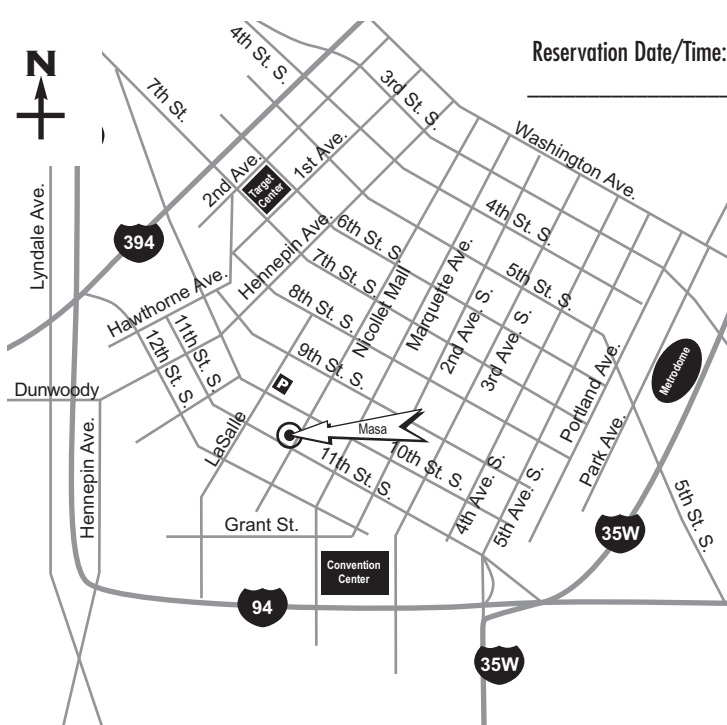 Reservation Date/Time:
N
4th St. S.
3rd St. S.
7th St.
Washington Ave.
2nd Ave.
1st Ave.
Target
Center
Lyndale Ave.
394
Hennepin Ave.
6th St. S.
4th St. S.
7th St. S.
5th St. S.
Hawthorne Ave.
8th St. S.
Nicollet Mall
Marquette Ave.
2nd Ave. S.
3rd Ave. S.
11th St. S.
12th St. S.
9th St. S.
Metrodome
Dunwoody
P
Portland Ave.
Park Ave.
LaSalle
Masa
Hennepin Ave.
11th St. S.
10th St. S.
4th Ave. S.
5th Ave. S.
5th St. S.
Grant St.
35W
Convention
Center
94
35W